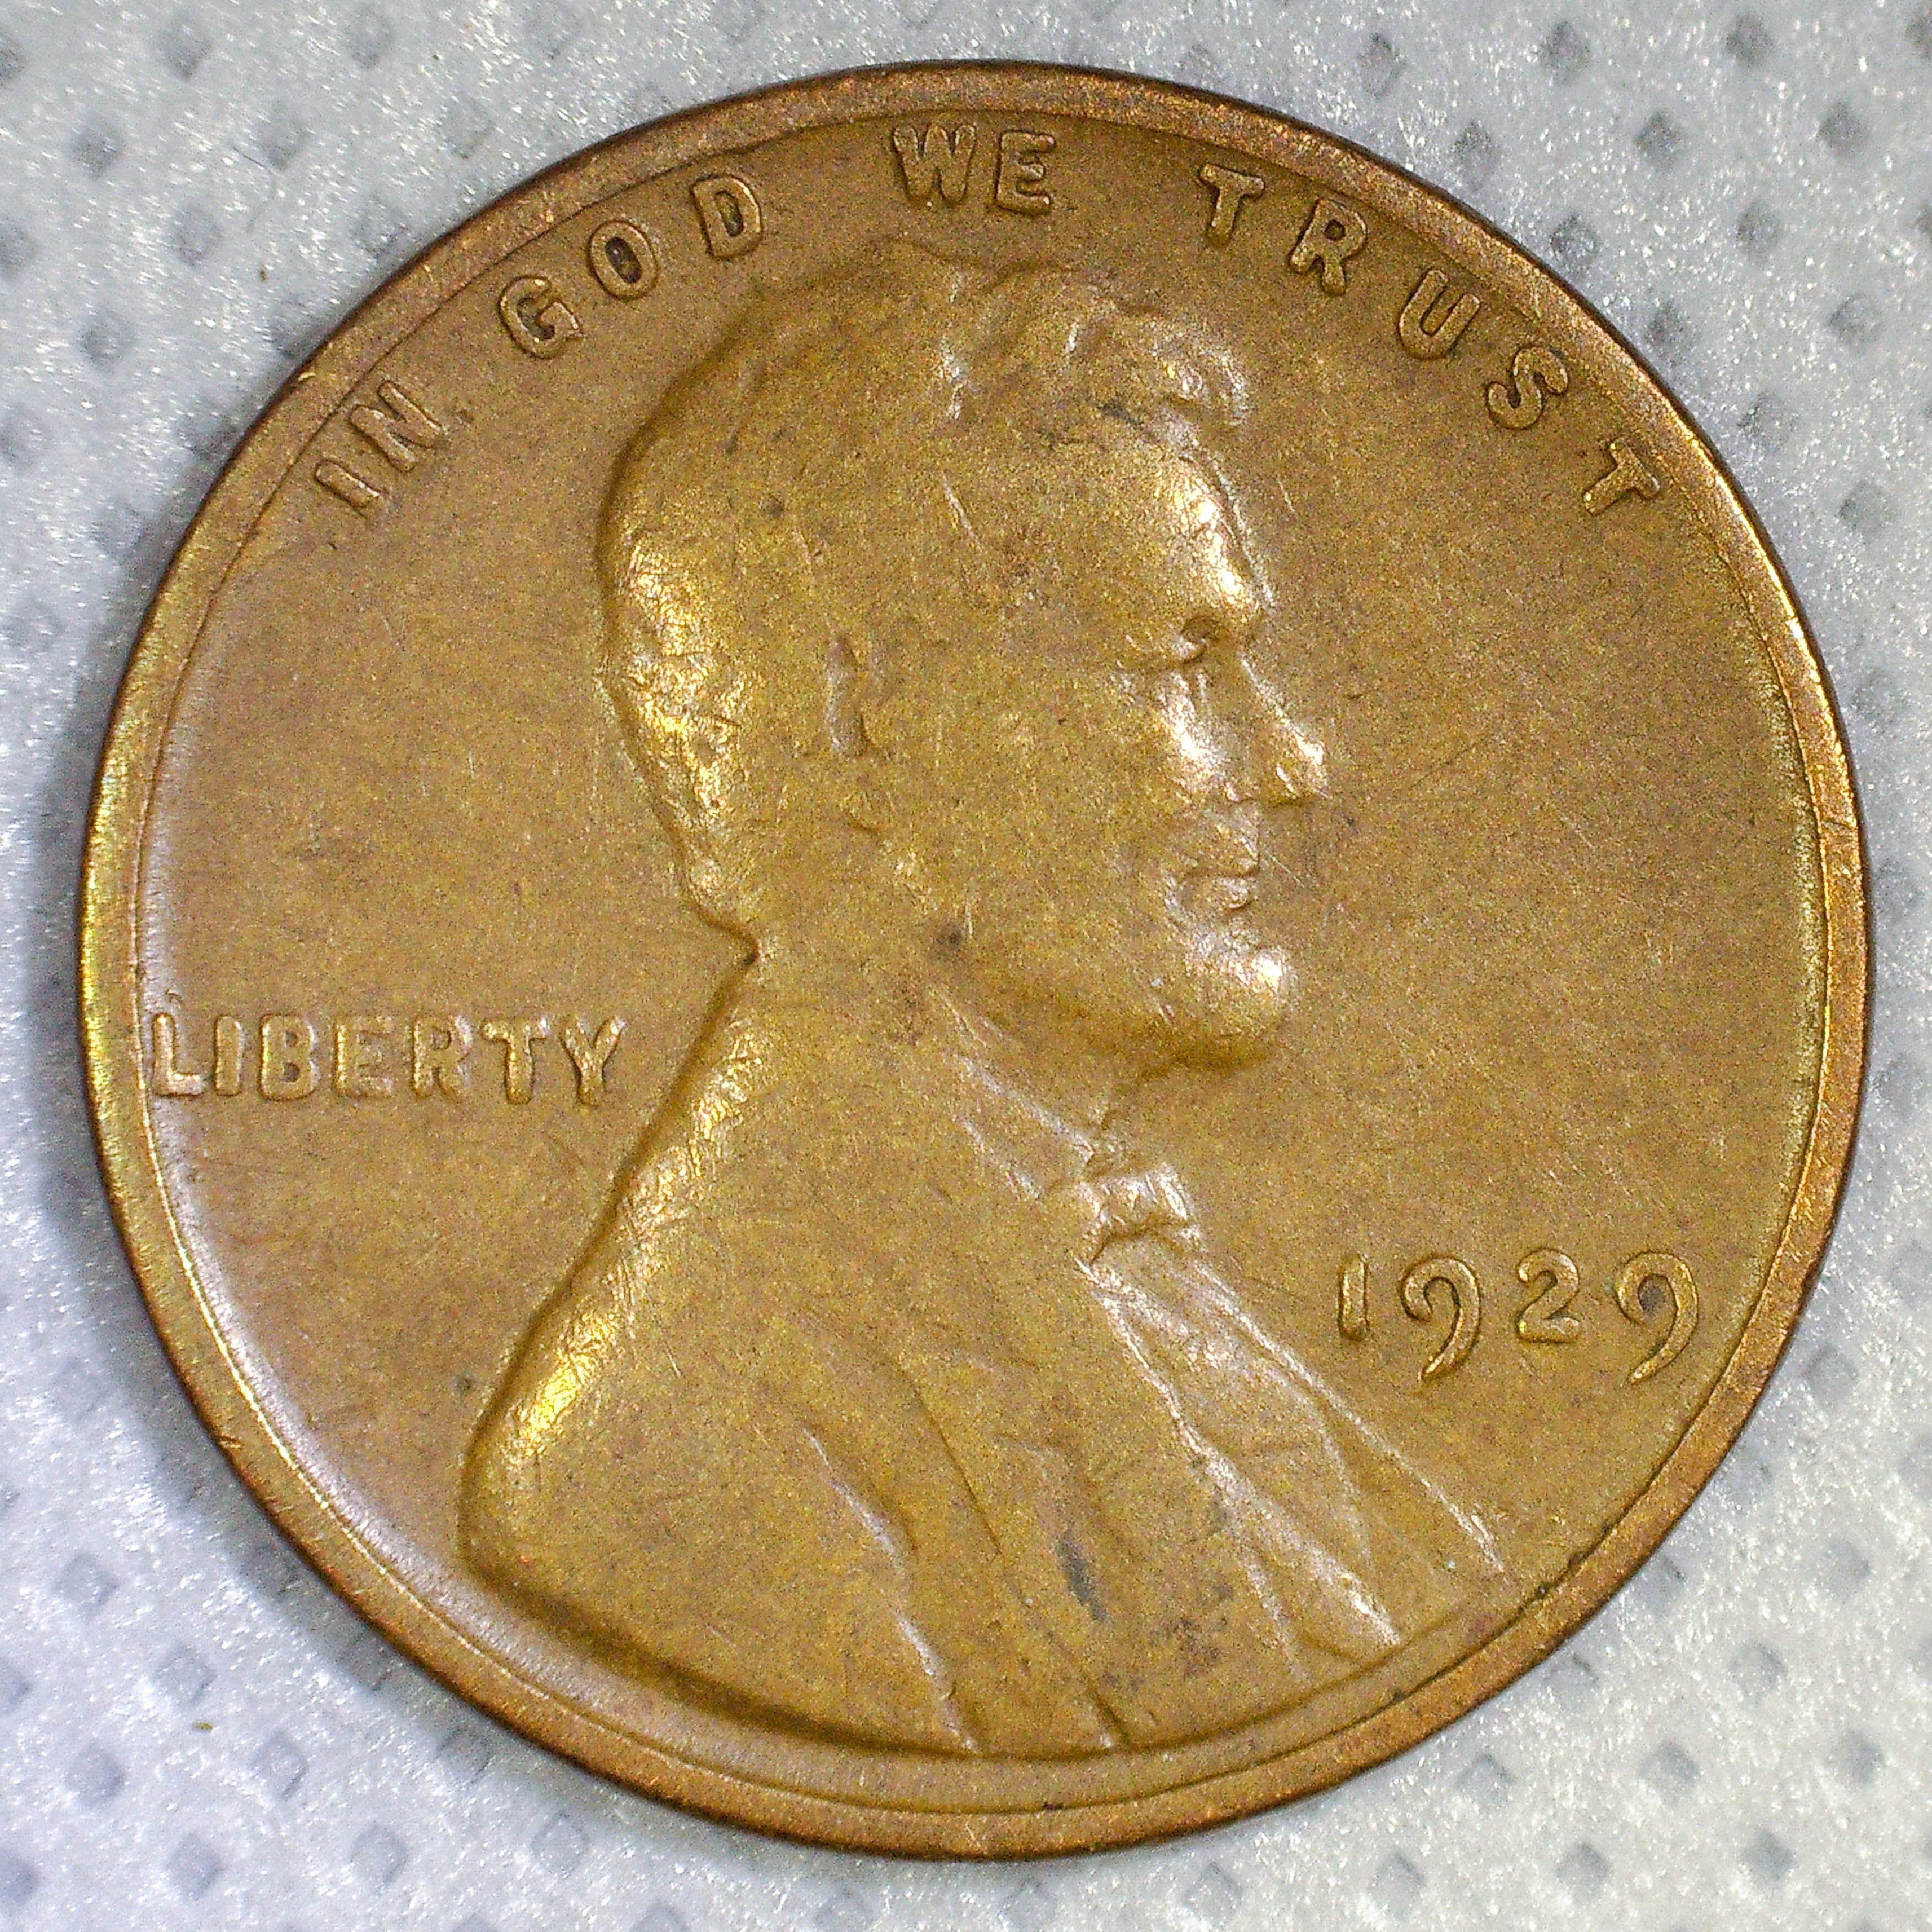 IN GOD WE TRUST
LIBERTY
1929